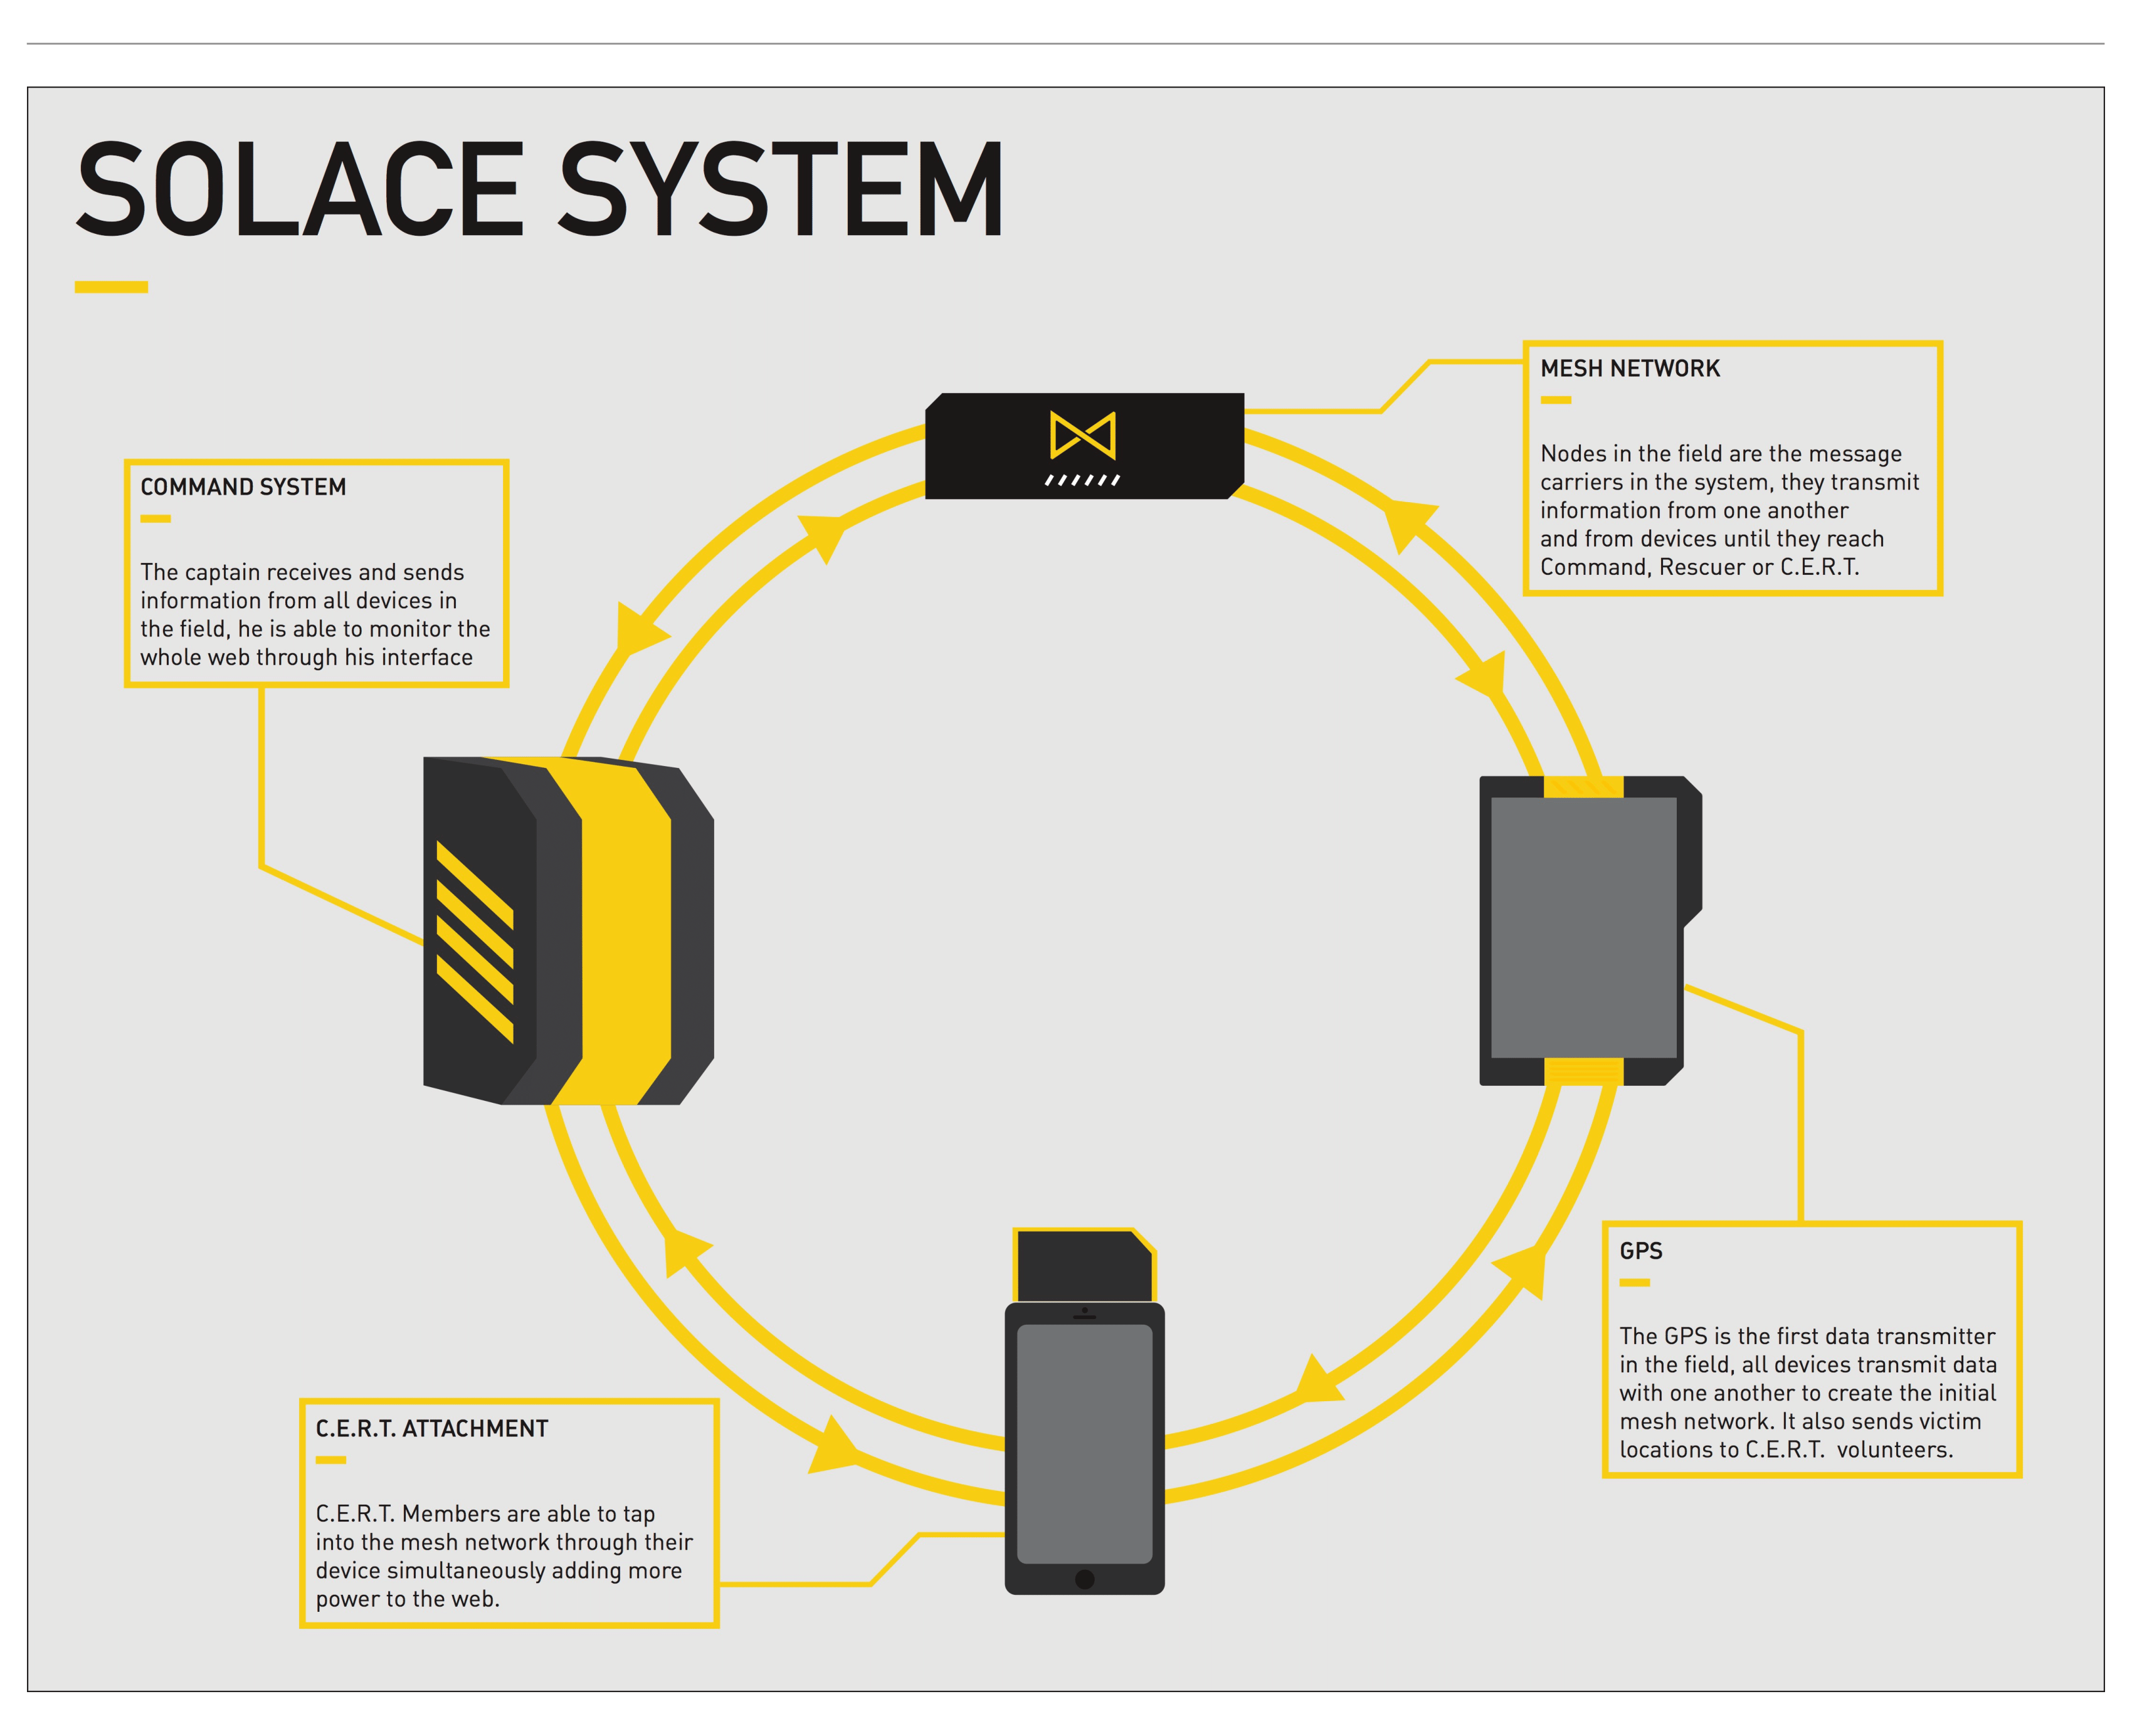 SOLACE SYSTEM
MESH NETWORK
Nodes in the field are the message
carriers in the system, they transmit
information from one another
and from devices until they reach
Command, Rescuer or C.E.R.T.
COMMAND SYSTEM
The captain receives and sends
information from all devices in
the field, he is able to monitor the
whole web through his interface
GPS
The GPS is the first data transmitter
in the field, all devices transmit data
with one another to create the initial
mesh network. It also sends victim
locations to C.E.R.T.  volunteers.
C.E.R.T. ATTACHMENT
C.E.R.T. Members are able to tap
into the mesh network through their
device simultaneously adding more
power to the web.